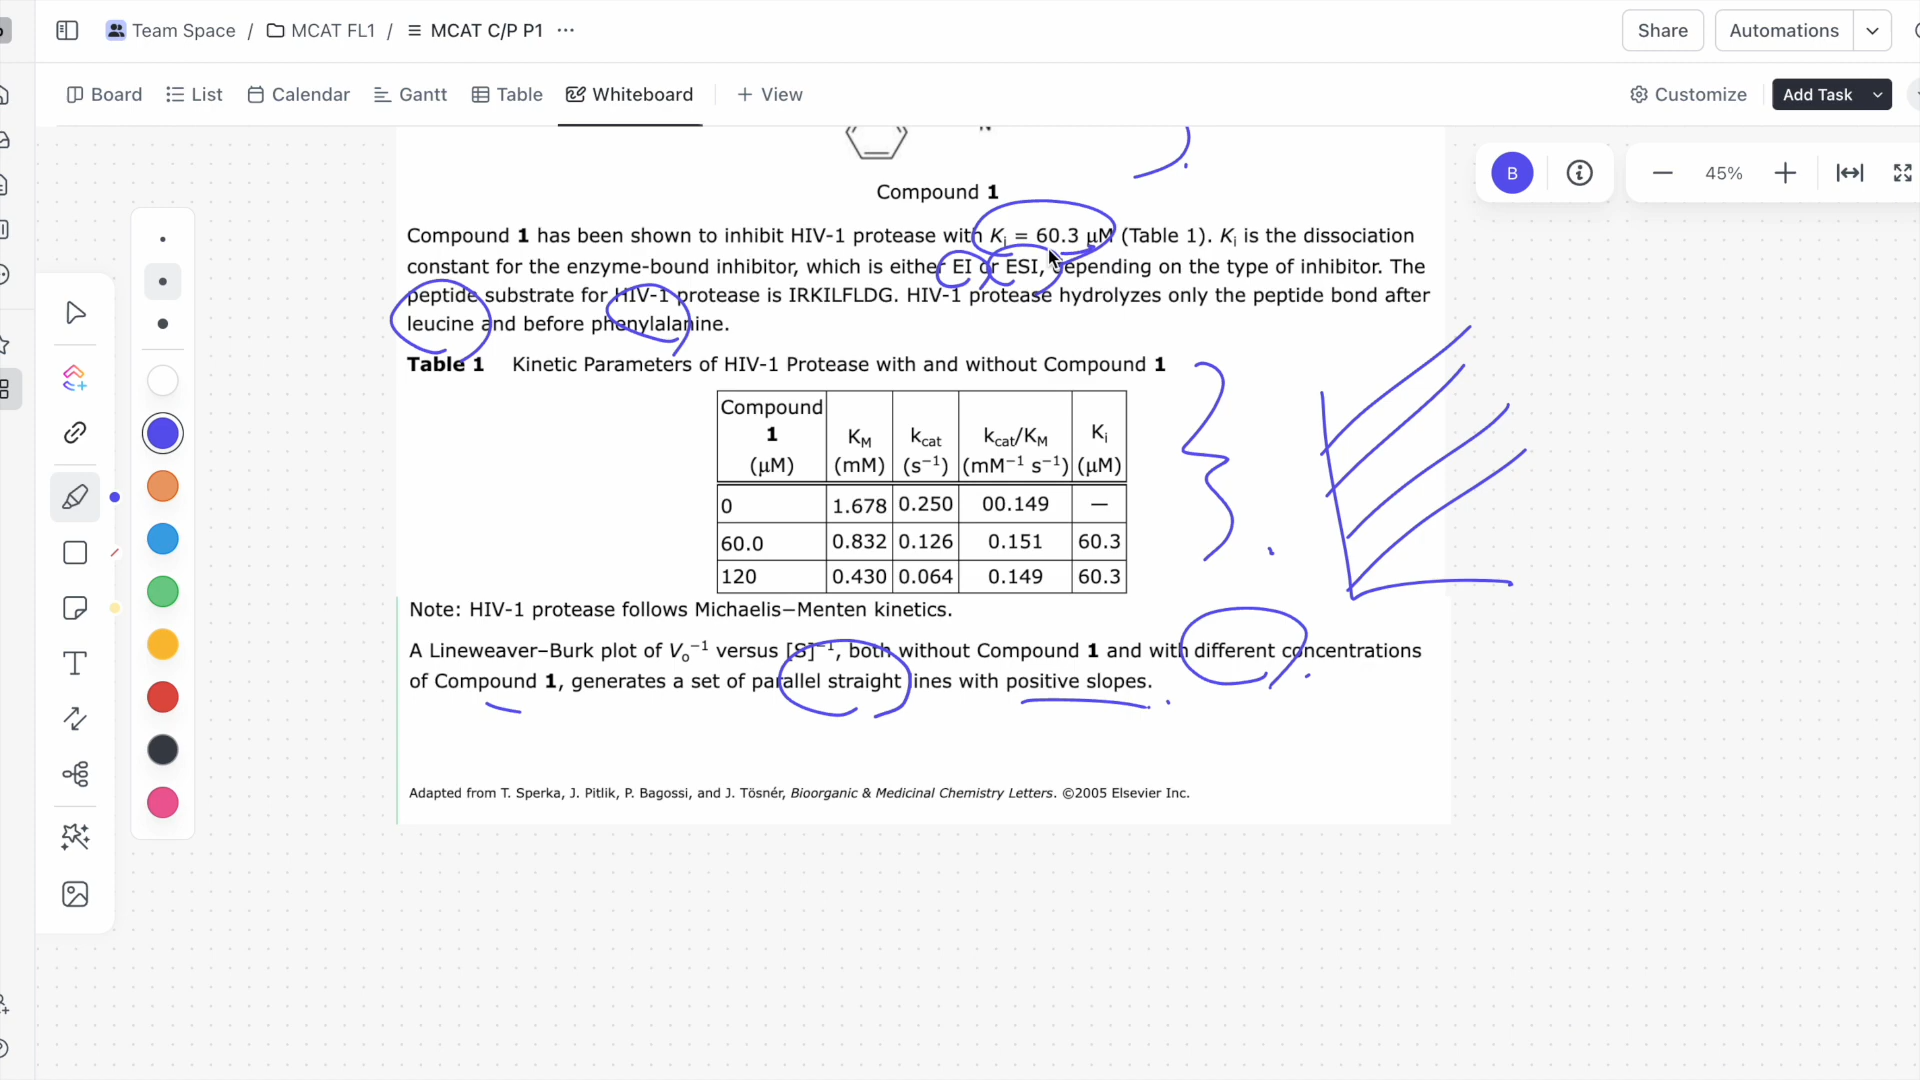 Team Space / MCAT FL1 / MCAT C/P P1 ···
Share
Automations
Board List Calendar Gantt Table Whiteboard + View
Customize
Add Task
N
B
45%
Compound 1
Compound 1 has been shown to inhibit HIV-1 protease with Ki = 60.3 μM (Table 1). Ki is the dissociation
constant for the enzyme-bound inhibitor, which is either EI or ESI, depending on the type of inhibitor. The
peptide substrate for HIV-1 protease is IRKILFLDG. HIV-1 protease hydrolyzes only the peptide bond after
leucine and before phenylalanine.
Table 1 Kinetic Parameters of HIV-1 Protease with and without Compound 1
Compound 1 (μM) KM (mM) kcat (s⁻¹) kcat/KM (mM⁻¹ s⁻¹) Ki (μM)
0 1.678 0.250 00.149 —
60.0 0.832 0.126 0.151 60.3
120 0.430 0.064 0.149 60.3
Note: HIV-1 protease follows Michaelis–Menten kinetics.
A Lineweaver–Burk plot of Vo⁻¹ versus [S]⁻¹, both without Compound 1 and with different concentrations
of Compound 1, generates a set of parallel straight lines with positive slopes.
Adapted from T. Sperka, J. Pitlik, P. Bagossi, and J. Tösnér, Bioorganic & Medicinal Chemistry Letters. ©2005 Elsevier Inc.